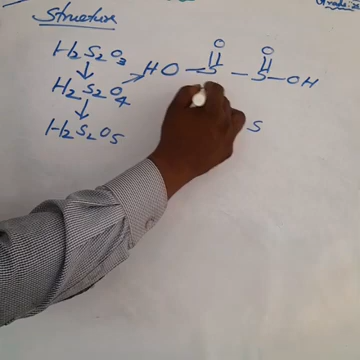 Structure
H₂S₂O₃
H₂S₂O₄
H₂S₂O₅
O O
HO S S OH
S